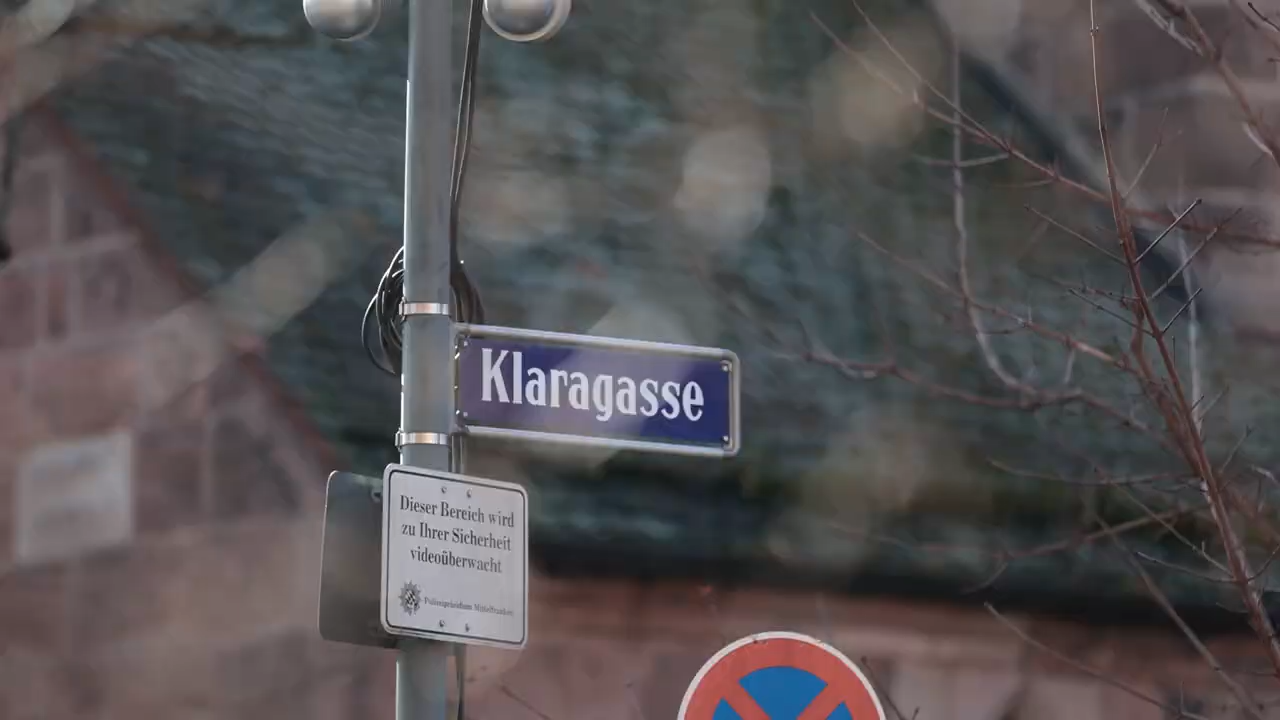 Klaragasse
Dieser Bereich wird
zu Ihrer Sicherheit
videoüberwacht
Polizeipräsidium Mittelfranken